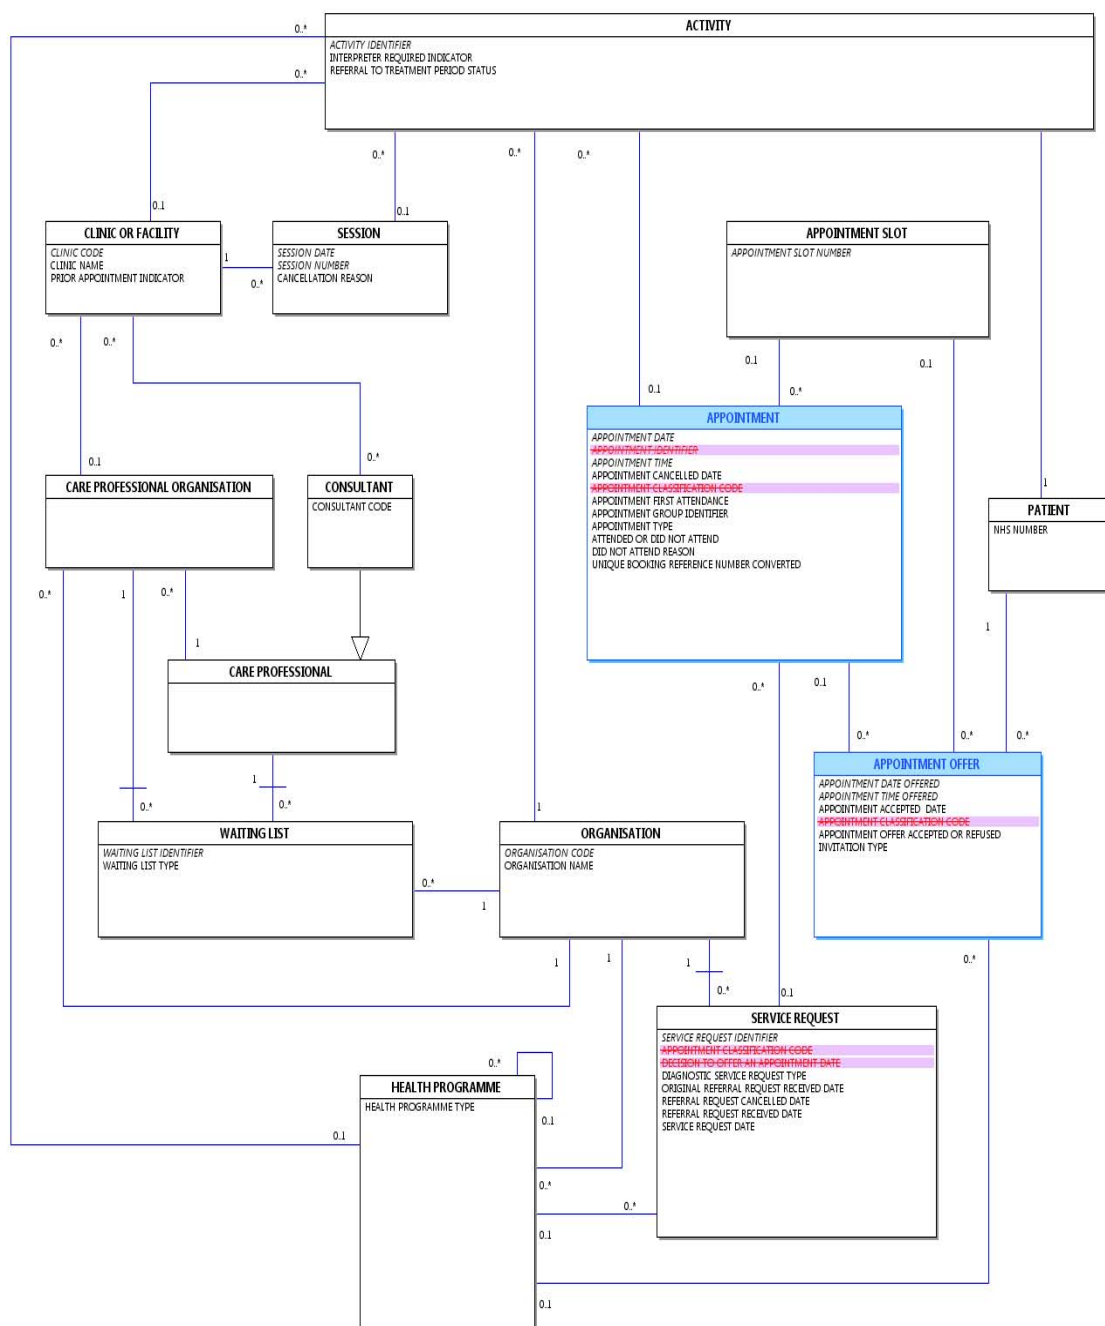 ACTIVITY
0..*
ACTIVITY IDENTIFIER
INTERPRETER REQUIRED INDICATOR
REFERRAL TO TREATMENT PERIOD STATUS
0..*
0..*
0..*
0..*
0..1
0..1
CLINIC OR FACILITY
CLINIC CODE
CLINIC NAME
PRIOR APPOINTMENT INDICATOR
1
0..*
SESSION
SESSION DATE
SESSION NUMBER
CANCELLATION REASON
APPOINTMENT SLOT
APPOINTMENT SLOT NUMBER
0..*
0..*
0..1
0..1
0..1
0..*
APPOINTMENT
APPOINTMENT DATE
APPOINTMENT IDENTIFIER
APPOINTMENT TIME
APPOINTMENT CANCELLED DATE
APPOINTMENT CLASSIFICATION CODE
APPOINTMENT FIRST ATTENDANCE
APPOINTMENT GROUP IDENTIFIER
APPOINTMENT TYPE
ATTENDED OR DID NOT ATTEND
DID NOT ATTEND REASON
UNIQUE BOOKING REFERENCE NUMBER CONVERTED
0..1
0..*
1
CARE PROFESSIONAL ORGANISATION
CONSULTANT
CONSULTANT CODE
PATIENT
NHS NUMBER
0..*
1
0..*
1
1
CARE PROFESSIONAL
0..*
0..1
0..*
0..*
0..*
APPOINTMENT OFFER
APPOINTMENT DATE OFFERED
APPOINTMENT TIME OFFERED
APPOINTMENT ACCEPTED DATE
APPOINTMENT CLASSIFICATION CODE
APPOINTMENT OFFER ACCEPTED OR REFUSED
INVITATION TYPE
1
0..*
0..*
1
WAITING LIST
WAITING LIST IDENTIFIER
WAITING LIST TYPE
0..*
1
ORGANISATION
ORGANISATION CODE
ORGANISATION NAME
1
1
1
0..*
0..*
0..1
SERVICE REQUEST
SERVICE REQUEST IDENTIFIER
APPOINTMENT CLASSIFICATION CODE
DECISION TO OFFER AN APPOINTMENT DATE
DIAGNOSTIC SERVICE REQUEST TYPE
ORIGINAL REFERRAL REQUEST RECEIVED DATE
REFERRAL REQUEST CANCELLED DATE
REFERRAL REQUEST RECEIVED DATE
SERVICE REQUEST DATE
0..*
HEALTH PROGRAMME
HEALTH PROGRAMME TYPE
0..1
0..1
0..*
0..*
0..1
0..1